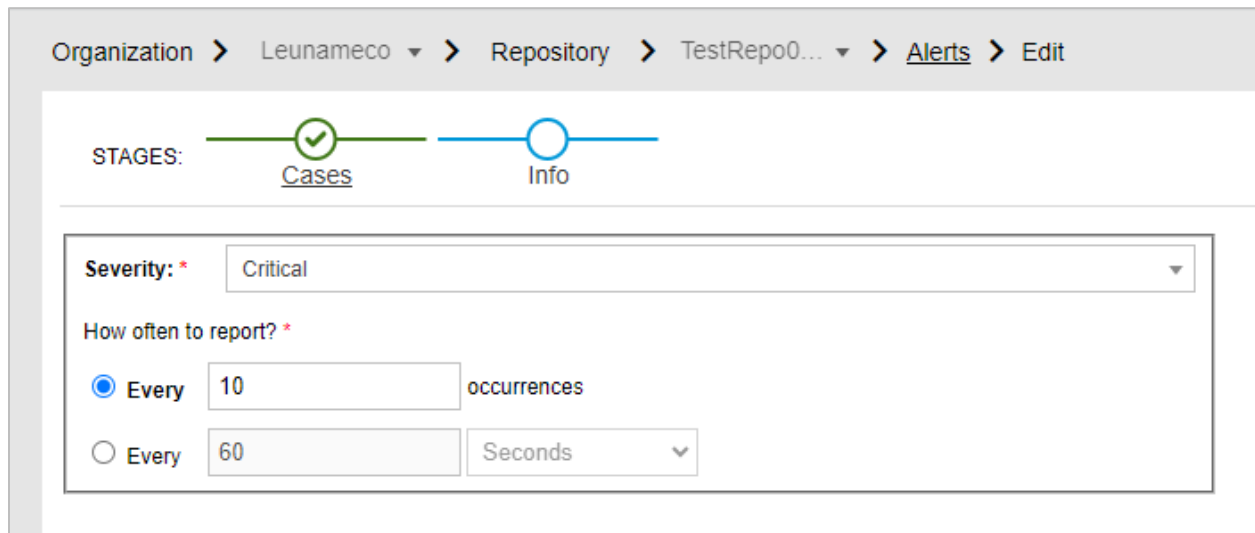 Organization > Leunameco > Repository > TestRepo0... > Alerts > Edit
STAGES:
Cases Info
Severity: * Critical
How often to report? *
Every 10 occurrences
Every 60 Seconds